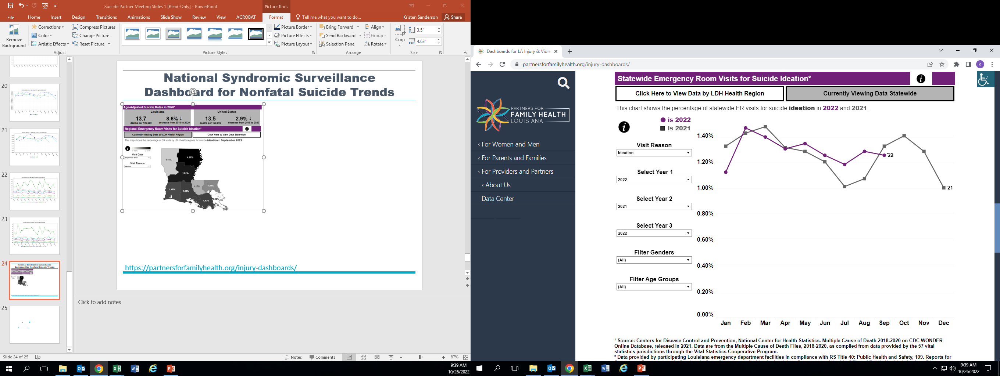 Suicide Partner Meeting Slides 1 [Read-Only] - PowerPoint
Picture Tools
File
Home
Insert
Design
Transitions
Animations
Slide Show
Review
View
ACROBAT
Format
Tell me what you want to do...
Kristen Sanderson
Share
Remove
Background
Corrections
Color
Artistic Effects
Compress Pictures
Change Picture
Reset Picture
Adjust
Picture Styles
Picture Border
Picture Effects
Picture Layout
Bring Forward
Send Backward
Selection Pane
Align
Group
Rotate
Arrange
Crop
3.5"
4.63"
Size
20
21
22
23
24
National Syndromic Surveillance
Dashboard for Nonfatal Suicide Trends
25
National Syndromic Surveillance
Dashboard for Nonfatal Suicide Trends
Age-Adjusted Suicide Rates in 2020¹
Louisiana
United States
13.7
deaths per 100,000
8.6% ↓
decrease from 2019 to 2020
13.5
deaths per 100,000
2.9% ↓
decrease from 2019 to 2020
Regional Emergency Room Visits for Suicide Ideation²
Currently Viewing Data by LDH Health Region
Click Here to View Data Statewide
This map shows the percentage of ER visits by LDH health regions for suicide ideation in September 2022
Visit Date
September 2022
Visit Reason
Ideation
1.11%
1.51%
1.40%
1.43%
1.17%
1.43%
0.99%
https://partnersforfamilyhealth.org/injury-dashboards/
Click to add notes
Slide 24 of 25
Notes
Comments
87%
9:39 AM
10/26/2022
Dashboards for LA Injury & Viole
partnersforfamilyhealth.org/injury-dashboards/
K
PARTNERS FOR
FAMILY HEALTH
LOUISIANA
‹ For Women and Men
‹ For Parents and Families
‹ For Providers and Partners
‹ About Us
Data Center
Statewide Emergency Room Visits for Suicide Ideation²
Click Here to View Data by LDH Health Region
Currently Viewing Data Statewide
This chart shows the percentage of statewide ER visits for suicide ideation in 2022 and 2021.
is 2022
is 2021
Visit Reason
Ideation
Select Year 1
2022
Select Year 2
2021
Select Year 3
2022
Filter Genders
(All)
Filter Age Groups
(All)
1.40%
1.20%
1.00%
0.80%
0.60%
0.40%
0.20%
0.00%
'22
'21
Jan Feb Mar Apr May Jun Jul Aug Sep Oct Nov Dec
¹ Source: Centers for Disease Control and Prevention, National Center for Health Statistics. Multiple Cause of Death 2018-2020 on CDC WONDER
Online Database, released in 2021. Data are from the Multiple Cause of Death Files, 2018-2020, as compiled from data provided by the 57 vital
statistics jurisdictions through the Vital Statistics Cooperative Program.
² Data provided by participating Louisiana emergency department facilities in compliance with RS Title 40: Public Health and Safety, 109. Reports for
9:39 AM
10/26/2022